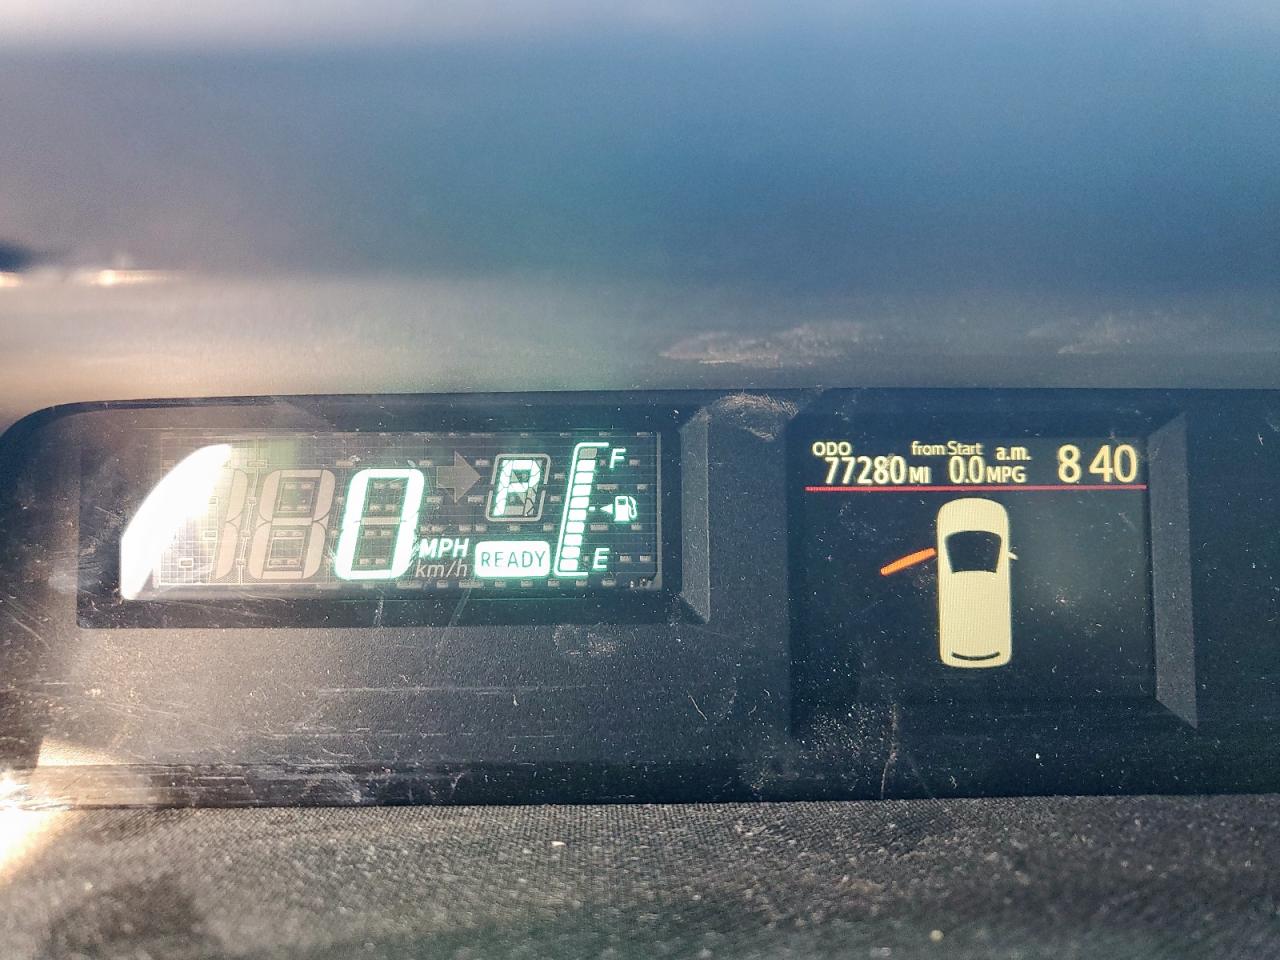 0 MPH
km/h
P
READY
F
E
ODO
77280 MI
from Start
0.0 MPG
a.m.
8 40